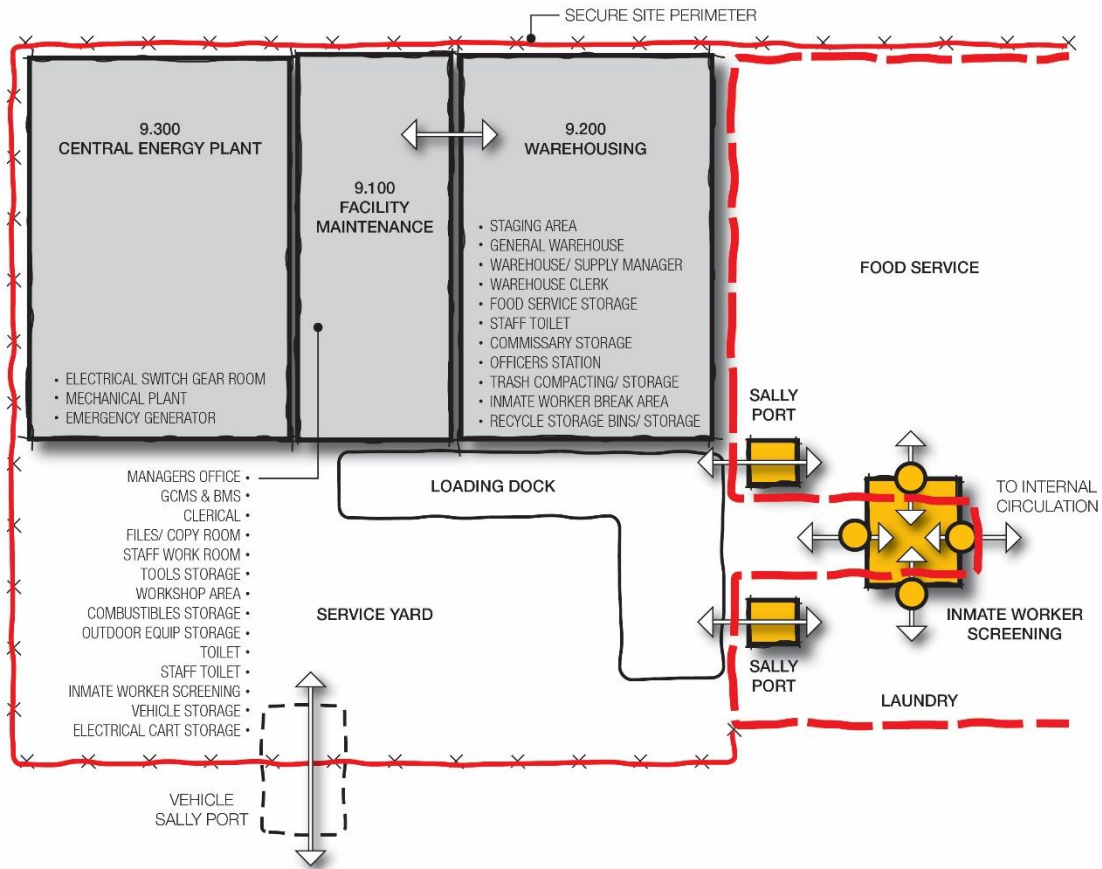 SECURE SITE PERIMETER
9.300
CENTRAL ENERGY PLANT
• ELECTRICAL SWITCH GEAR ROOM
• MECHANICAL PLANT
• EMERGENCY GENERATOR
9.100
FACILITY
MAINTENANCE
9.200
WAREHOUSING
• STAGING AREA
• GENERAL WAREHOUSE
• WAREHOUSE/ SUPPLY MANAGER
• WAREHOUSE CLERK
• FOOD SERVICE STORAGE
• STAFF TOILET
• COMMISSARY STORAGE
• OFFICERS STATION
• TRASH COMPACTING/ STORAGE
• INMATE WORKER BREAK AREA
• RECYCLE STORAGE BINS/ STORAGE
FOOD SERVICE
SALLY
PORT
TO INTERNAL
CIRCULATION
MANAGERS OFFICE •
GCMS & BMS •
CLERICAL •
FILES/ COPY ROOM •
STAFF WORK ROOM •
TOOLS STORAGE •
WORKSHOP AREA •
COMBUSTIBLES STORAGE •
OUTDOOR EQUIP STORAGE •
TOILET •
STAFF TOILET •
INMATE WORKER SCREENING •
VEHICLE STORAGE •
ELECTRICAL CART STORAGE •
LOADING DOCK
SERVICE YARD
INMATE WORKER
SCREENING
SALLY
PORT
LAUNDRY
VEHICLE
SALLY PORT